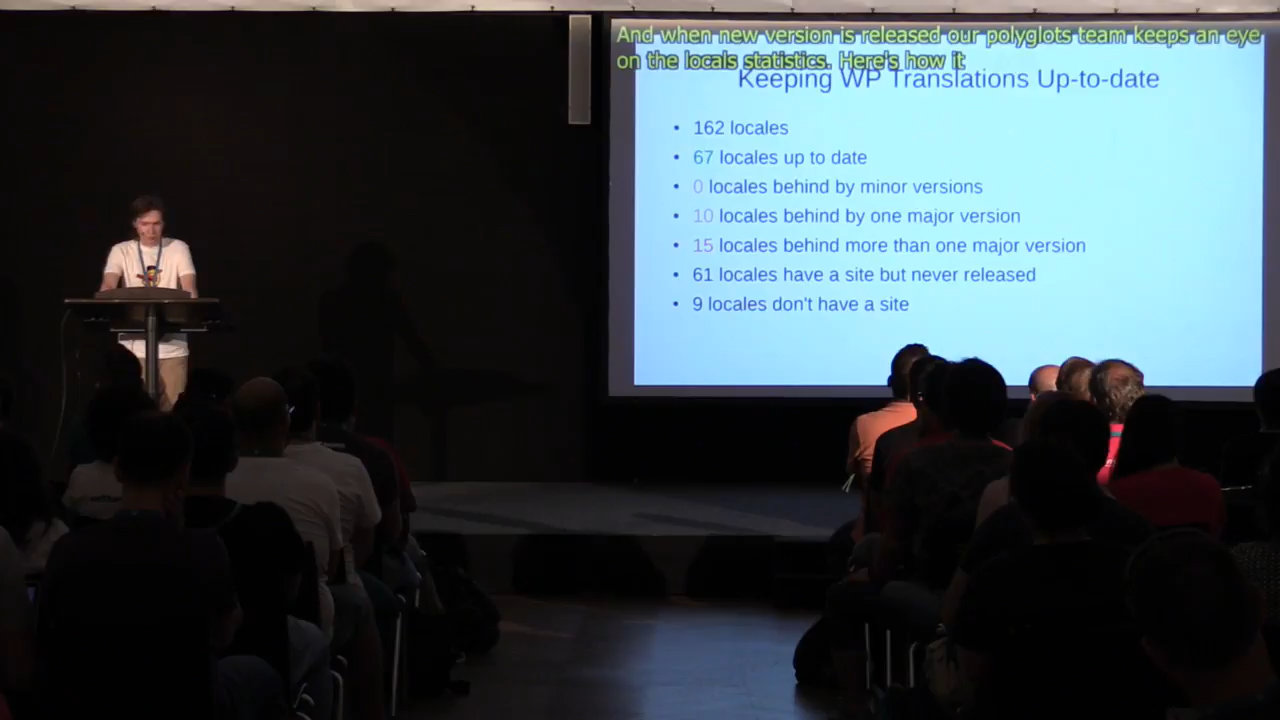 And when new version is released our polyglots team keeps an eye
on the locals statistics. Here's how it
Keeping WP Translations Up-to-date
• 162 locales
• 67 locales up to date
• 0 locales behind by minor versions
• 10 locales behind by one major version
• 15 locales behind more than one major version
• 61 locales have a site but never released
• 9 locales don't have a site